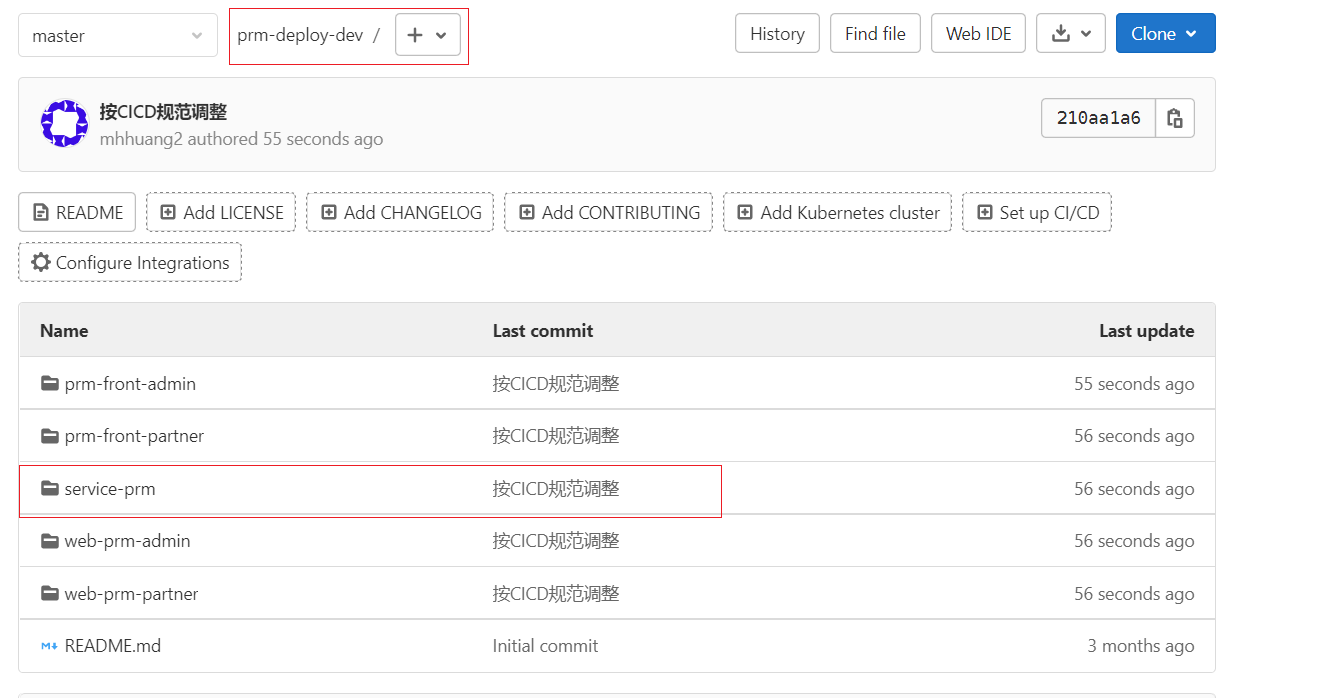 master prm-deploy-dev / History Find file Web IDE Clone
按CICD规范调整
mhhuang2 authored 55 seconds ago 210aa1a6
README Add LICENSE Add CHANGELOG Add CONTRIBUTING Add Kubernetes cluster Set up CI/CD
Configure Integrations
Name Last commit Last update
prm-front-admin 按CICD规范调整 55 seconds ago
prm-front-partner 按CICD规范调整 56 seconds ago
service-prm 按CICD规范调整 56 seconds ago
web-prm-admin 按CICD规范调整 56 seconds ago
web-prm-partner 按CICD规范调整 56 seconds ago
README.md Initial commit 3 months ago